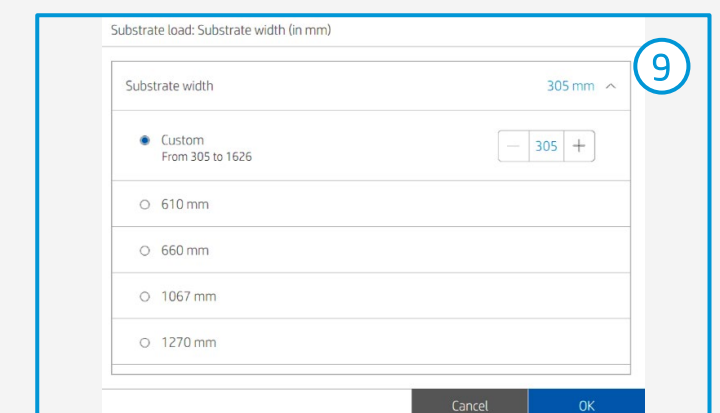 Substrate load: Substrate width (in mm)
9
Substrate width 305 mm
Custom
From 305 to 1626
− 305 +
610 mm
660 mm
1067 mm
1270 mm
Cancel OK